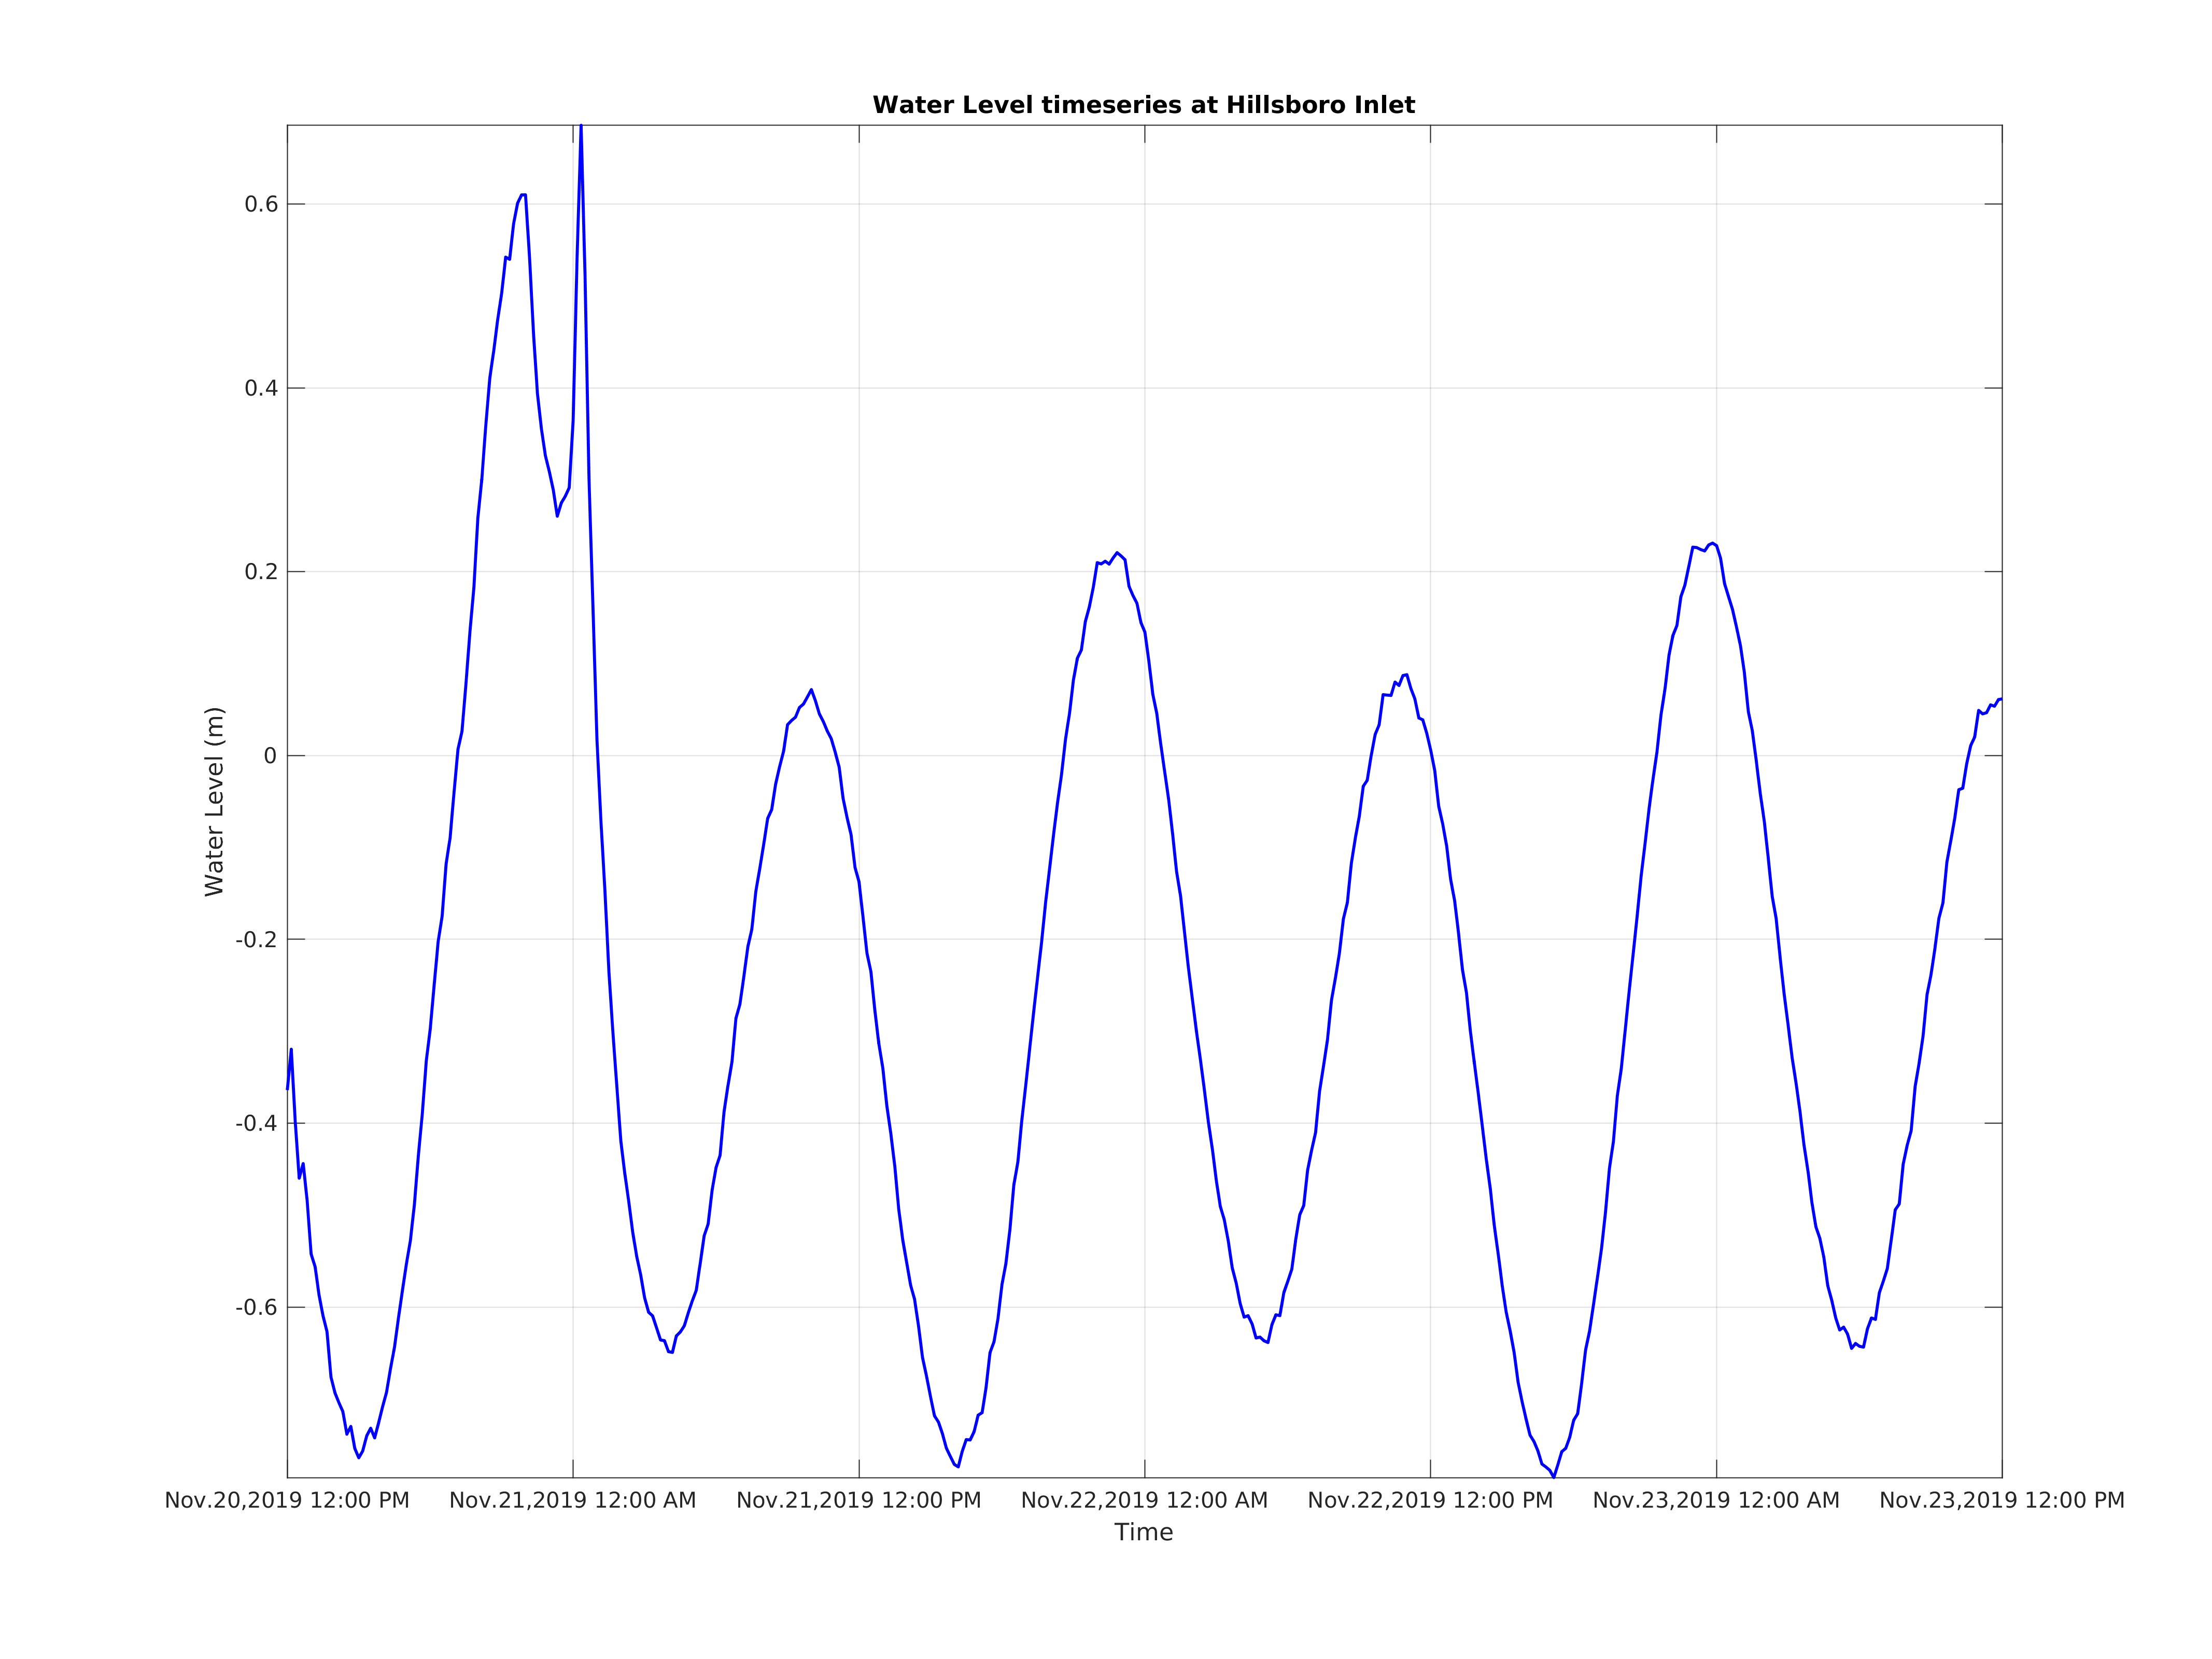 Water Level timeseries at Hillsboro Inlet
0.6
0.4
0.2
0
-0.2
-0.4
-0.6
Water Level (m)
Nov.20,2019 12:00 PM
Nov.21,2019 12:00 AM
Nov.21,2019 12:00 PM
Nov.22,2019 12:00 AM
Nov.22,2019 12:00 PM
Nov.23,2019 12:00 AM
Nov.23,2019 12:00 PM
Time